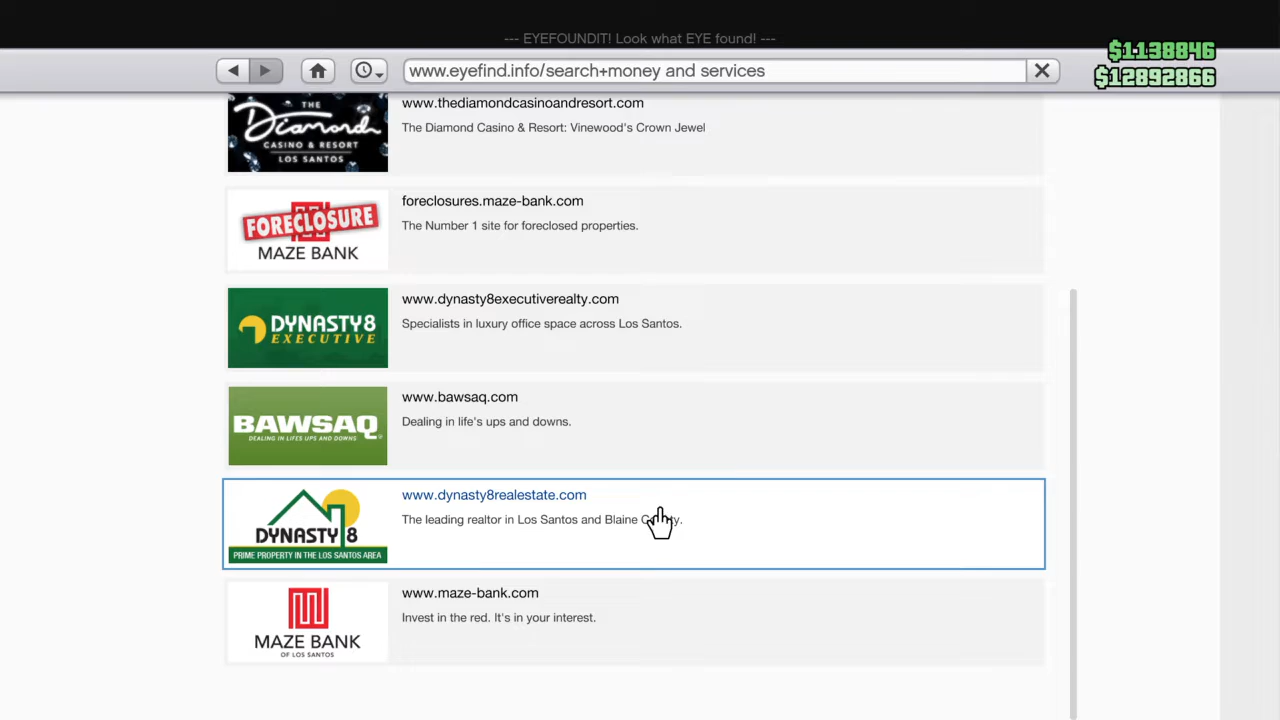 --- EYEFOUNDIT! Look what EYE found! ---
$1138846
$12892866
www.eyefind.info/search+money and services
THE
Diamond
CASINO & RESORT
LOS SANTOS
www.thediamondcasinoandresort.com
The Diamond Casino & Resort: Vinewood's Crown Jewel
FORECLOSURE
MAZE BANK
foreclosures.maze-bank.com
The Number 1 site for foreclosed properties.
DYNASTY8
EXECUTIVE
www.dynasty8executiverealty.com
Specialists in luxury office space across Los Santos.
BAWSAQ
DEALING IN LIFES UPS AND DOWNS
www.bawsaq.com
Dealing in life's ups and downs.
DYNASTY 8
PRIME PROPERTY IN THE LOS SANTOS AREA
www.dynasty8realestate.com
The leading realtor in Los Santos and Blaine County.
MAZE BANK
OF LOS SANTOS
www.maze-bank.com
Invest in the red. It's in your interest.